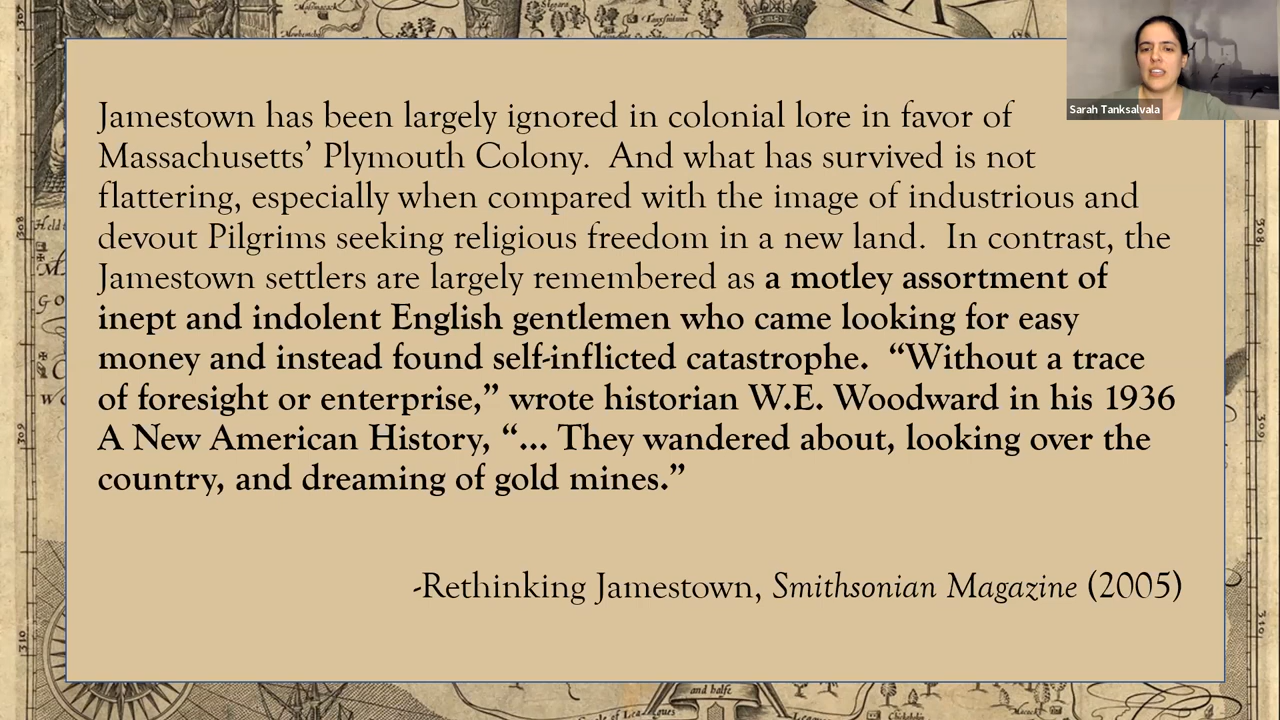 Sarah Tanksalvala
Jamestown has been largely ignored in colonial lore in favor of
Massachusetts’ Plymouth Colony.  And what has survived is not
flattering, especially when compared with the image of industrious and
devout Pilgrims seeking religious freedom in a new land.  In contrast, the
Jamestown settlers are largely remembered as a motley assortment of
inept and indolent English gentlemen who came looking for easy
money and instead found self-inflicted catastrophe.  “Without a trace
of foresight or enterprise,” wrote historian W.E. Woodward in his 1936
A New American History, “... They wandered about, looking over the
country, and dreaming of gold mines.”
-Rethinking Jamestown, Smithsonian Magazine (2005)
308
309
310
and halfe